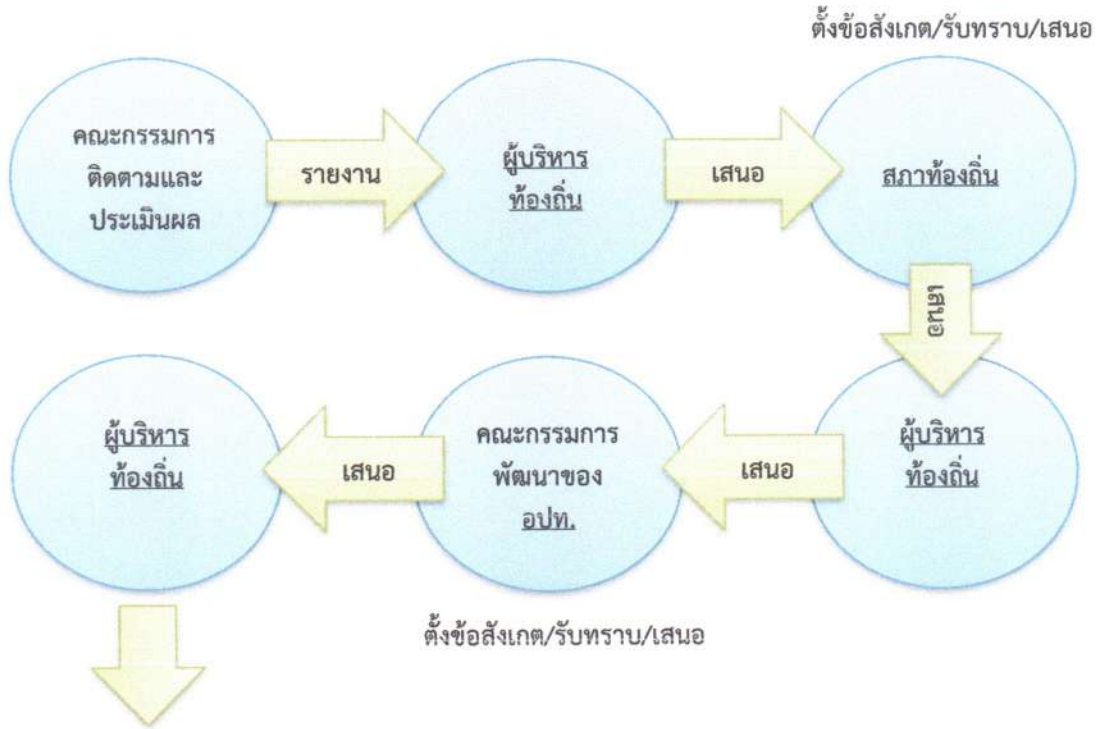 ตั้งข้อสังเกต/รับทราบ/เสนอ
คณะกรรมการ
ติดตามและ
ประเมินผล
รายงาน
ผู้บริหาร
ท้องถิ่น
เสนอ
สภาท้องถิ่น
เสนอ
ผู้บริหาร
ท้องถิ่น
เสนอ
คณะกรรมการ
พัฒนาของ
อปท.
เสนอ
ผู้บริหาร
ท้องถิ่น
ตั้งข้อสังเกต/รับทราบ/เสนอ